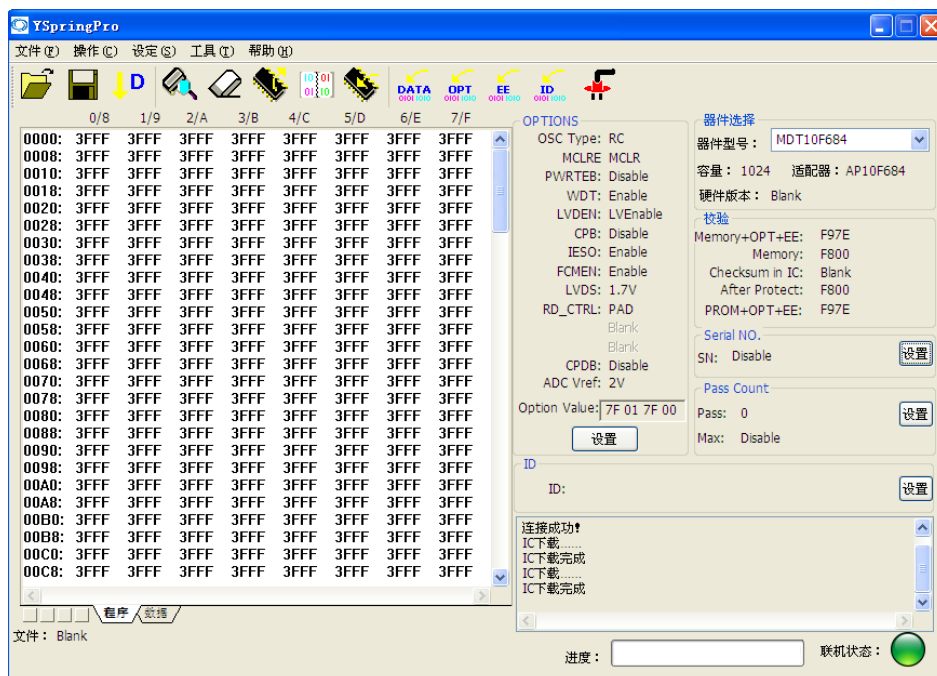 YSpringPro
文件(F) 操作(C) 设定(S) 工具(T) 帮助(H)
D DATA OPT EE ID
0/8 1/9 2/A 3/B 4/C 5/D 6/E 7/F
0000: 3FFF 3FFF 3FFF 3FFF 3FFF 3FFF 3FFF 3FFF
0008: 3FFF 3FFF 3FFF 3FFF 3FFF 3FFF 3FFF 3FFF
0010: 3FFF 3FFF 3FFF 3FFF 3FFF 3FFF 3FFF 3FFF
0018: 3FFF 3FFF 3FFF 3FFF 3FFF 3FFF 3FFF 3FFF
0020: 3FFF 3FFF 3FFF 3FFF 3FFF 3FFF 3FFF 3FFF
0028: 3FFF 3FFF 3FFF 3FFF 3FFF 3FFF 3FFF 3FFF
0030: 3FFF 3FFF 3FFF 3FFF 3FFF 3FFF 3FFF 3FFF
0038: 3FFF 3FFF 3FFF 3FFF 3FFF 3FFF 3FFF 3FFF
0040: 3FFF 3FFF 3FFF 3FFF 3FFF 3FFF 3FFF 3FFF
0048: 3FFF 3FFF 3FFF 3FFF 3FFF 3FFF 3FFF 3FFF
0050: 3FFF 3FFF 3FFF 3FFF 3FFF 3FFF 3FFF 3FFF
0058: 3FFF 3FFF 3FFF 3FFF 3FFF 3FFF 3FFF 3FFF
0060: 3FFF 3FFF 3FFF 3FFF 3FFF 3FFF 3FFF 3FFF
0068: 3FFF 3FFF 3FFF 3FFF 3FFF 3FFF 3FFF 3FFF
0070: 3FFF 3FFF 3FFF 3FFF 3FFF 3FFF 3FFF 3FFF
0078: 3FFF 3FFF 3FFF 3FFF 3FFF 3FFF 3FFF 3FFF
0080: 3FFF 3FFF 3FFF 3FFF 3FFF 3FFF 3FFF 3FFF
0088: 3FFF 3FFF 3FFF 3FFF 3FFF 3FFF 3FFF 3FFF
0090: 3FFF 3FFF 3FFF 3FFF 3FFF 3FFF 3FFF 3FFF
0098: 3FFF 3FFF 3FFF 3FFF 3FFF 3FFF 3FFF 3FFF
00A0: 3FFF 3FFF 3FFF 3FFF 3FFF 3FFF 3FFF 3FFF
00A8: 3FFF 3FFF 3FFF 3FFF 3FFF 3FFF 3FFF 3FFF
00B0: 3FFF 3FFF 3FFF 3FFF 3FFF 3FFF 3FFF 3FFF
00B8: 3FFF 3FFF 3FFF 3FFF 3FFF 3FFF 3FFF 3FFF
00C0: 3FFF 3FFF 3FFF 3FFF 3FFF 3FFF 3FFF 3FFF
00C8: 3FFF 3FFF 3FFF 3FFF 3FFF 3FFF 3FFF 3FFF
程序 数据
文件： Blank
OPTIONS
OSC Type: RC
MCLRE MCLR
PWRTEB: Disable
WDT: Enable
LVDEN: LVEnable
CPB: Disable
IESO: Enable
FCMEN: Enable
LVDS: 1.7V
RD_CTRL: PAD
Blank
Blank
CPDB: Disable
ADC Vref: 2V
Option Value: 7F 01 7F 00
设置
器件选择
器件型号： MDT10F684
容量： 1024 适配器：AP10F684
硬件版本： Blank
校验
Memory+OPT+EE: F97E
Memory: F800
Checksum in IC: Blank
After Protect: F800
PROM+OPT+EE: F97E
Serial NO.
SN: Disable 设置
Pass Count
Pass: 0 设置
Max: Disable
ID
ID: 设置
连接成功!
IC下载......
IC下载完成
IC下载......
IC下载完成
进度： 联机状态：